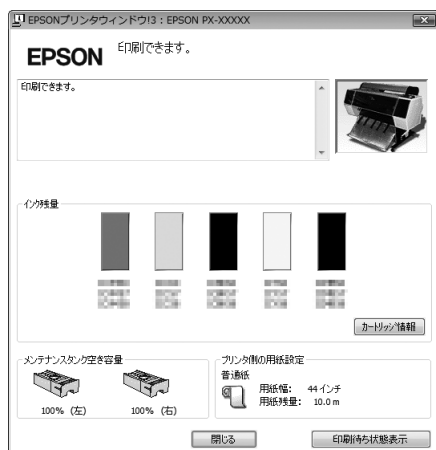 EPSONプリンタウィンドウ!3 : EPSON PX-XXXXX
EPSON
印刷できます。
印刷できます。
インク残量
カートリッジ情報
メンテナンスタンク空き容量
100% (左)
100% (右)
プリンタ側の用紙設定
普通紙
用紙幅: 44 インチ
用紙残量: 10.0 m
閉じる
印刷待ち状態表示